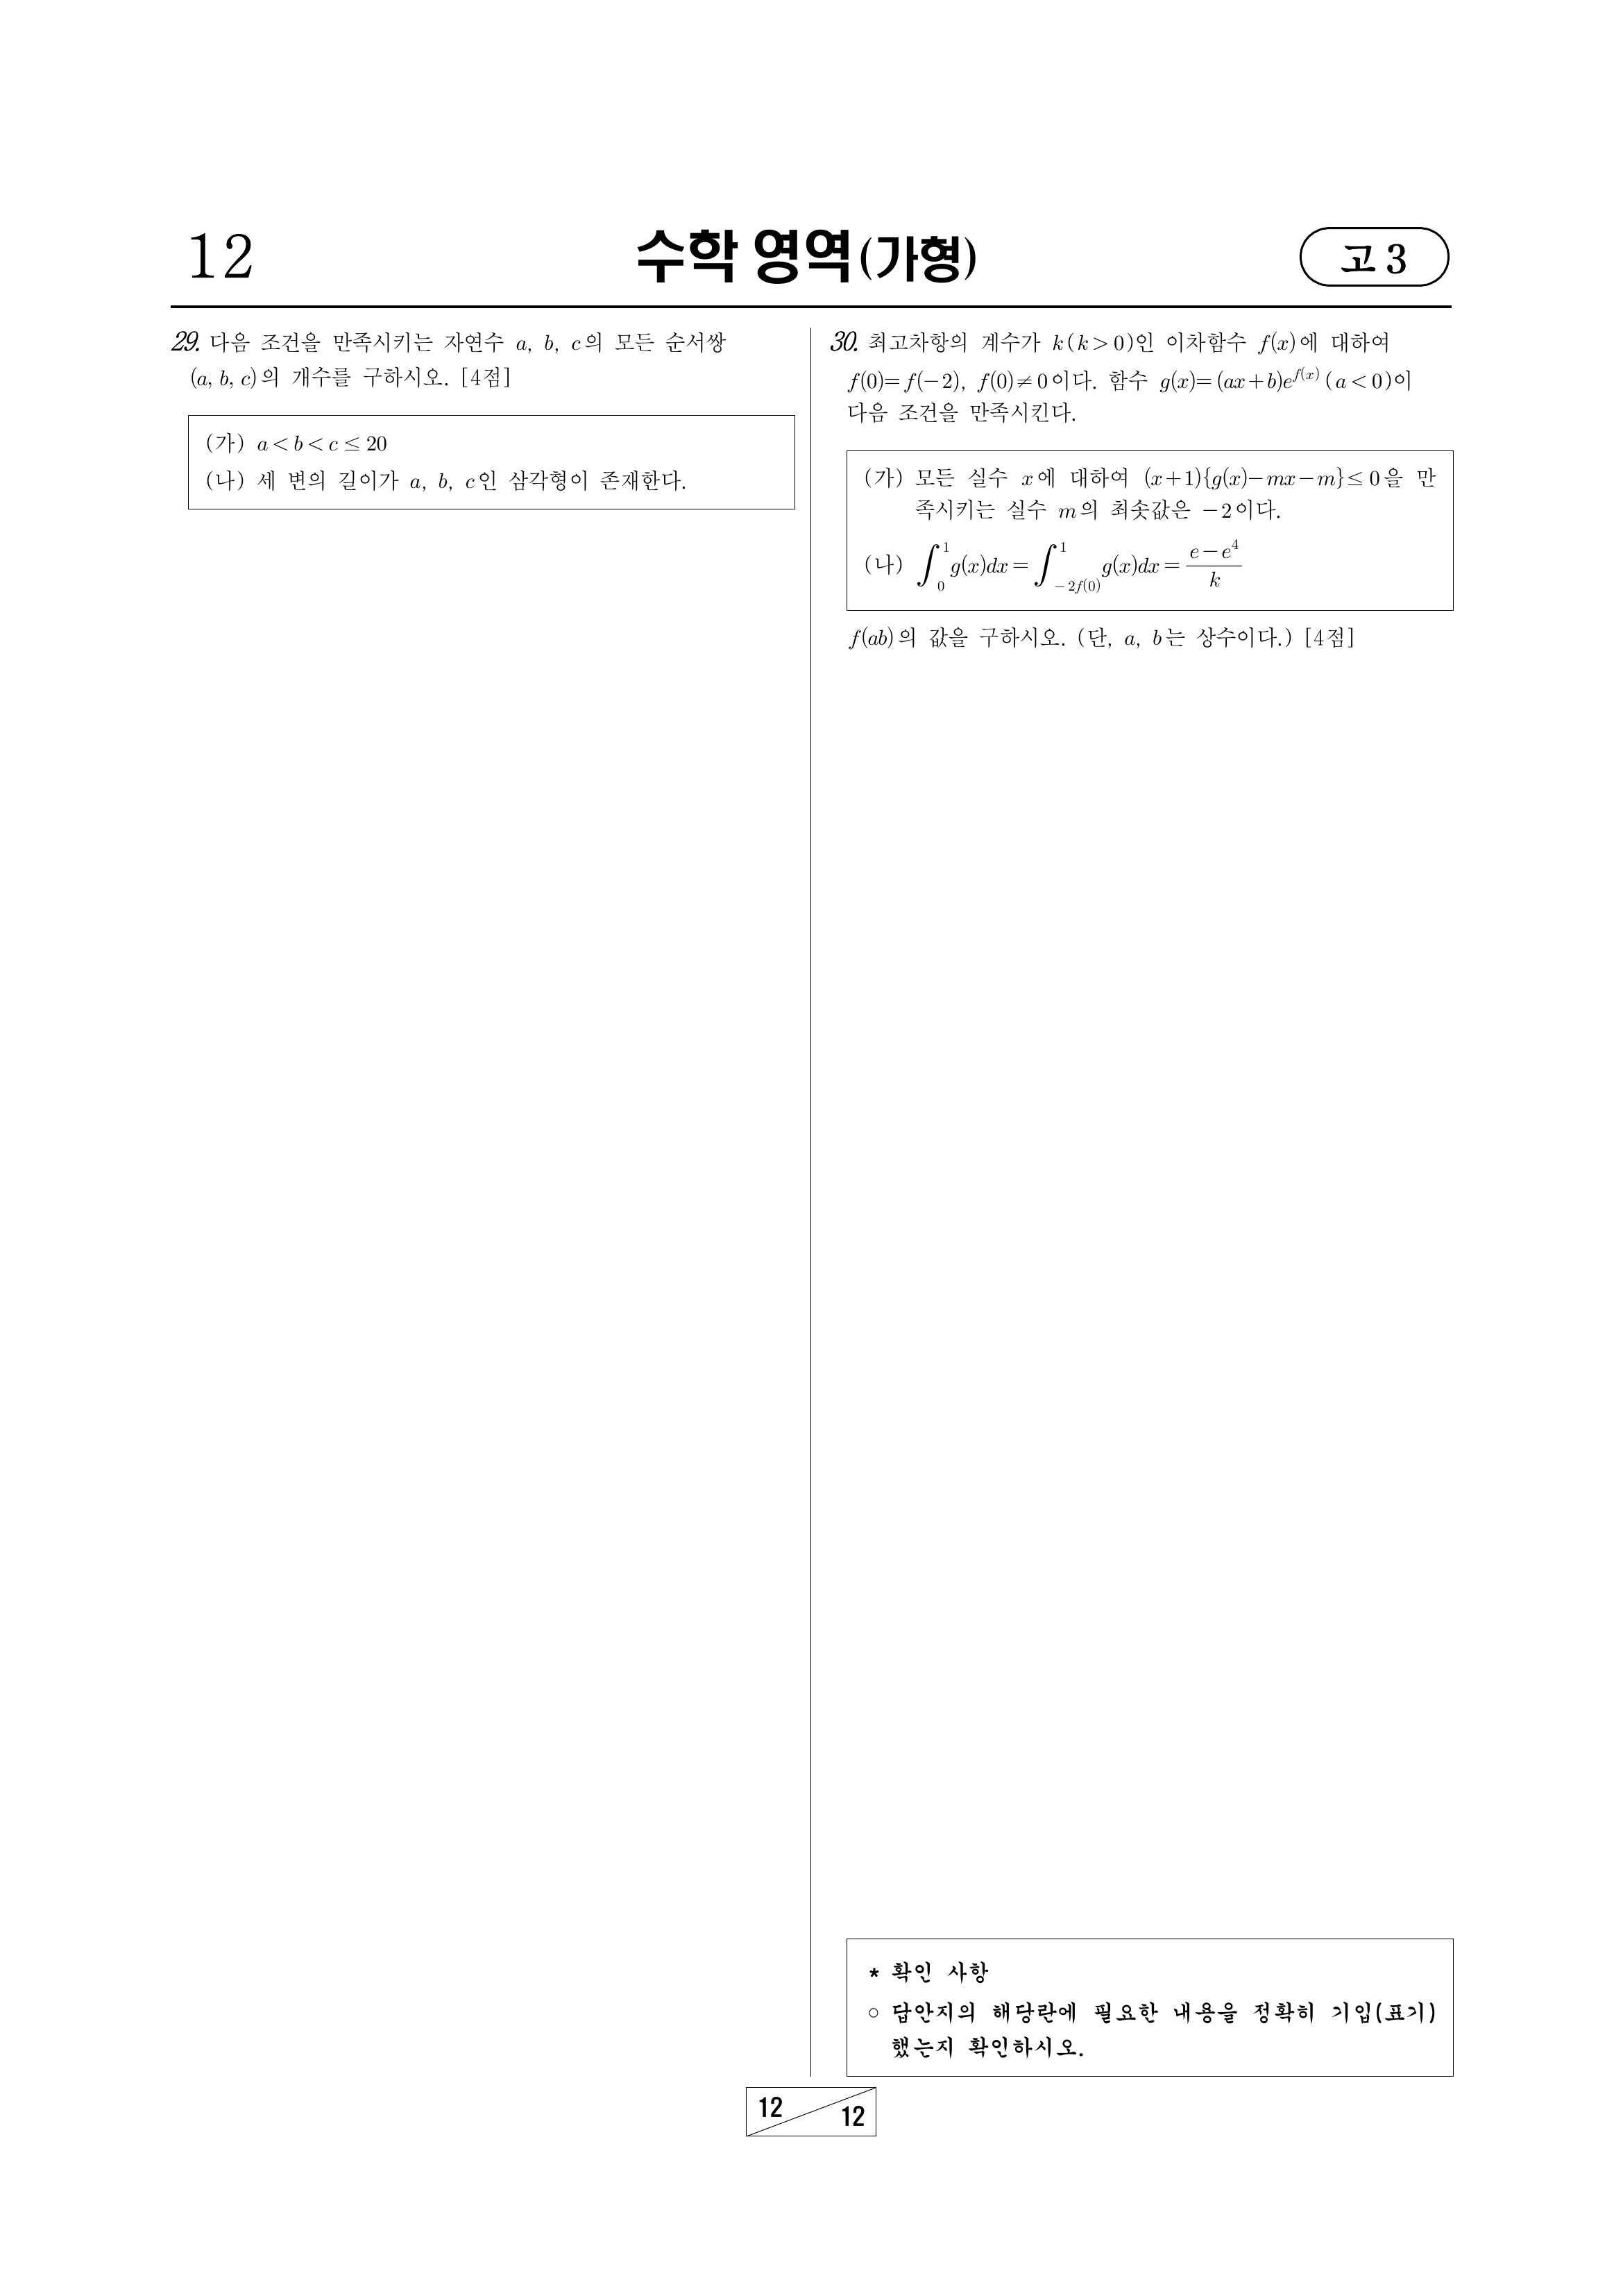 12
수학 영역(가형)
고 3
29. 다음 조건을 만족시키는 자연수 a, b, c의 모든 순서쌍
(a, b, c)의 개수를 구하시오. [4점]
(가) a < b < c ≤ 20
(나) 세 변의 길이가 a, b, c인 삼각형이 존재한다.
30. 최고차항의 계수가 k(k > 0)인 이차함수 f(x)에 대하여
f(0)=f(-2), f(0)≠0이다. 함수 g(x)=(ax+b)e^{f(x)} (a<0)이
다음 조건을 만족시킨다.
(가) 모든 실수 x에 대하여 (x+1){g(x)-mx-m}≤0을 만
족시키는 실수 m의 최솟값은 -2이다.
(나) ∫_{0}^{1} g(x)dx = ∫_{-2f(0)}^{1} g(x)dx = \frac{e-e^4}{k}
f(ab)의 값을 구하시오. (단, a, b는 상수이다.) [4점]
* 확인 사항
○ 답안지의 해당란에 필요한 내용을 정확히 기입(표기)
했는지 확인하시오.
12
12